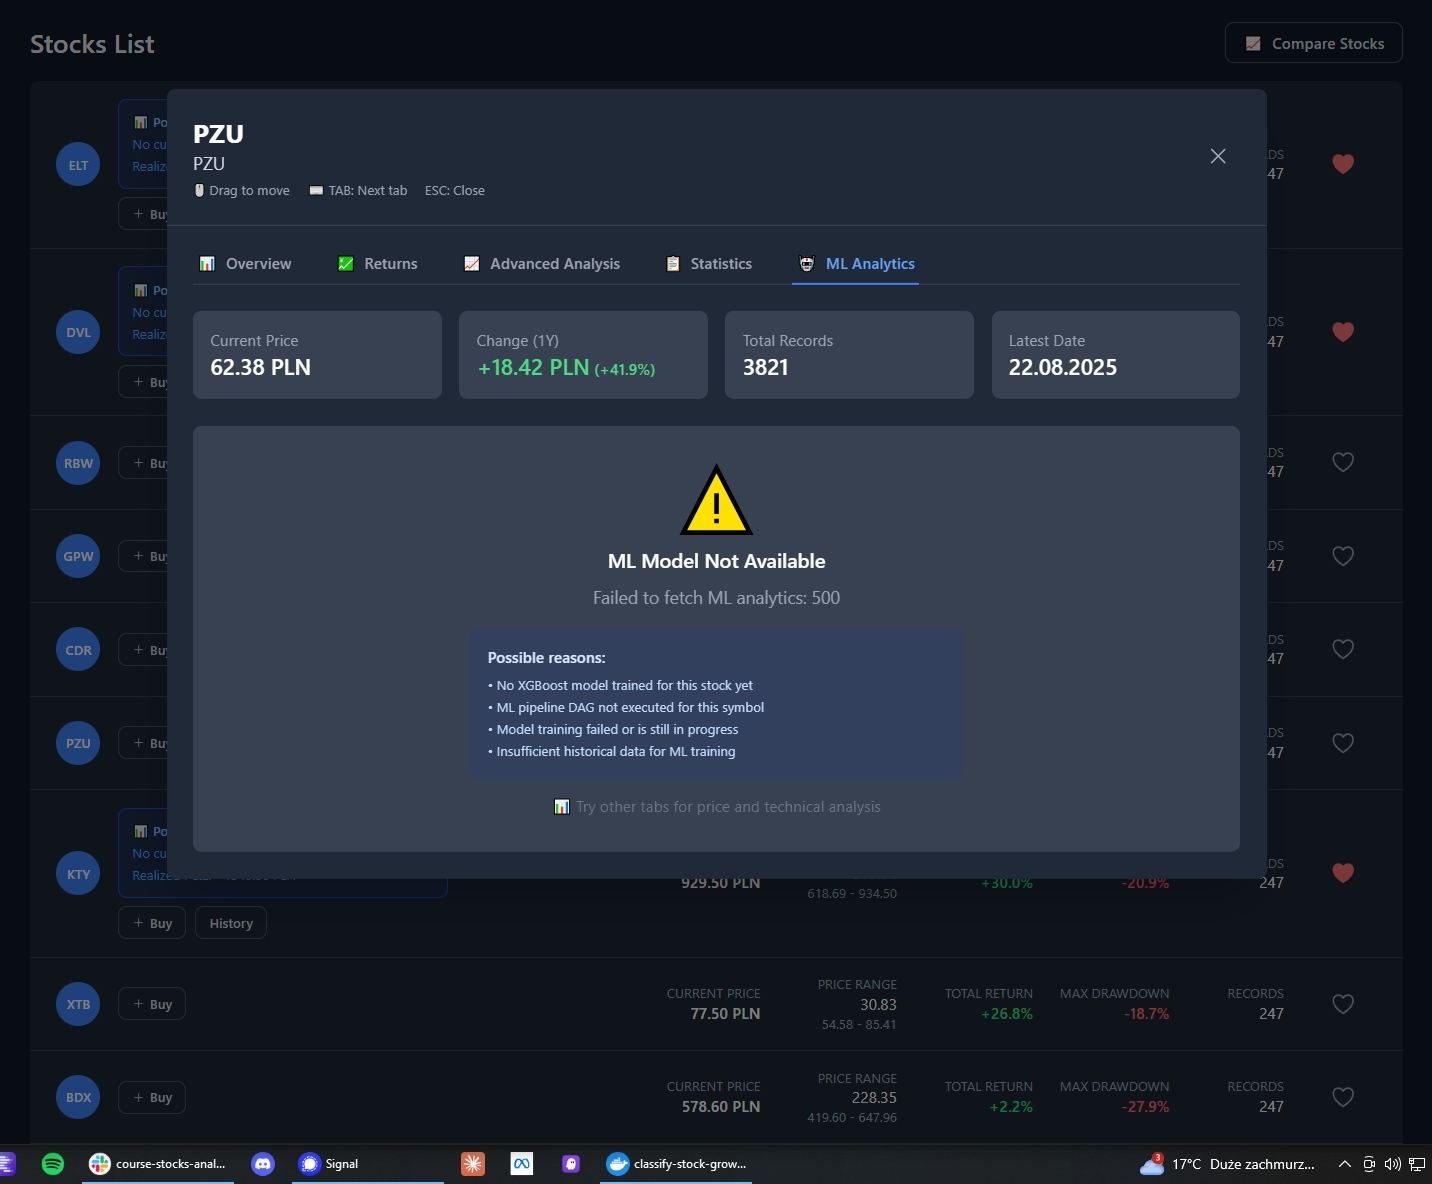 Stocks List
Compare Stocks
PZU
PZU
Drag to move TAB: Next tab ESC: Close
Overview Returns Advanced Analysis Statistics ML Analytics
Current Price
62.38 PLN
Change (1Y)
+18.42 PLN (+41.9%)
Total Records
3821
Latest Date
22.08.2025
ML Model Not Available
Failed to fetch ML analytics: 500
Possible reasons:
• No XGBoost model trained for this stock yet
• ML pipeline DAG not executed for this symbol
• Model training failed or is still in progress
• Insufficient historical data for ML training
Try other tabs for price and technical analysis
ELT
Po
No cu
Realiz
+ Bu
DS
47
DVL
Po
No cu
Realiz
+ Bu
DS
47
RBW
+ Bu
DS
47
GPW
+ Bu
DS
47
CDR
+ Bu
DS
47
PZU
+ Bu
DS
47
KTY
Po
No cu
929.50 PLN
618.69 - 934.50
+30.0%
-20.9%
DS
247
+ Buy
History
XTB
+ Buy
CURRENT PRICE
77.50 PLN
PRICE RANGE
30.83
54.58 - 85.41
TOTAL RETURN
+26.8%
MAX DRAWDOWN
-18.7%
RECORDS
247
BDX
+ Buy
CURRENT PRICE
578.60 PLN
PRICE RANGE
228.35
419.60 - 647.96
TOTAL RETURN
+2.2%
MAX DRAWDOWN
-27.9%
RECORDS
247
course-stocks-anal...
Signal
classify-stock-grow...
3
17°C Duże zachmurz...